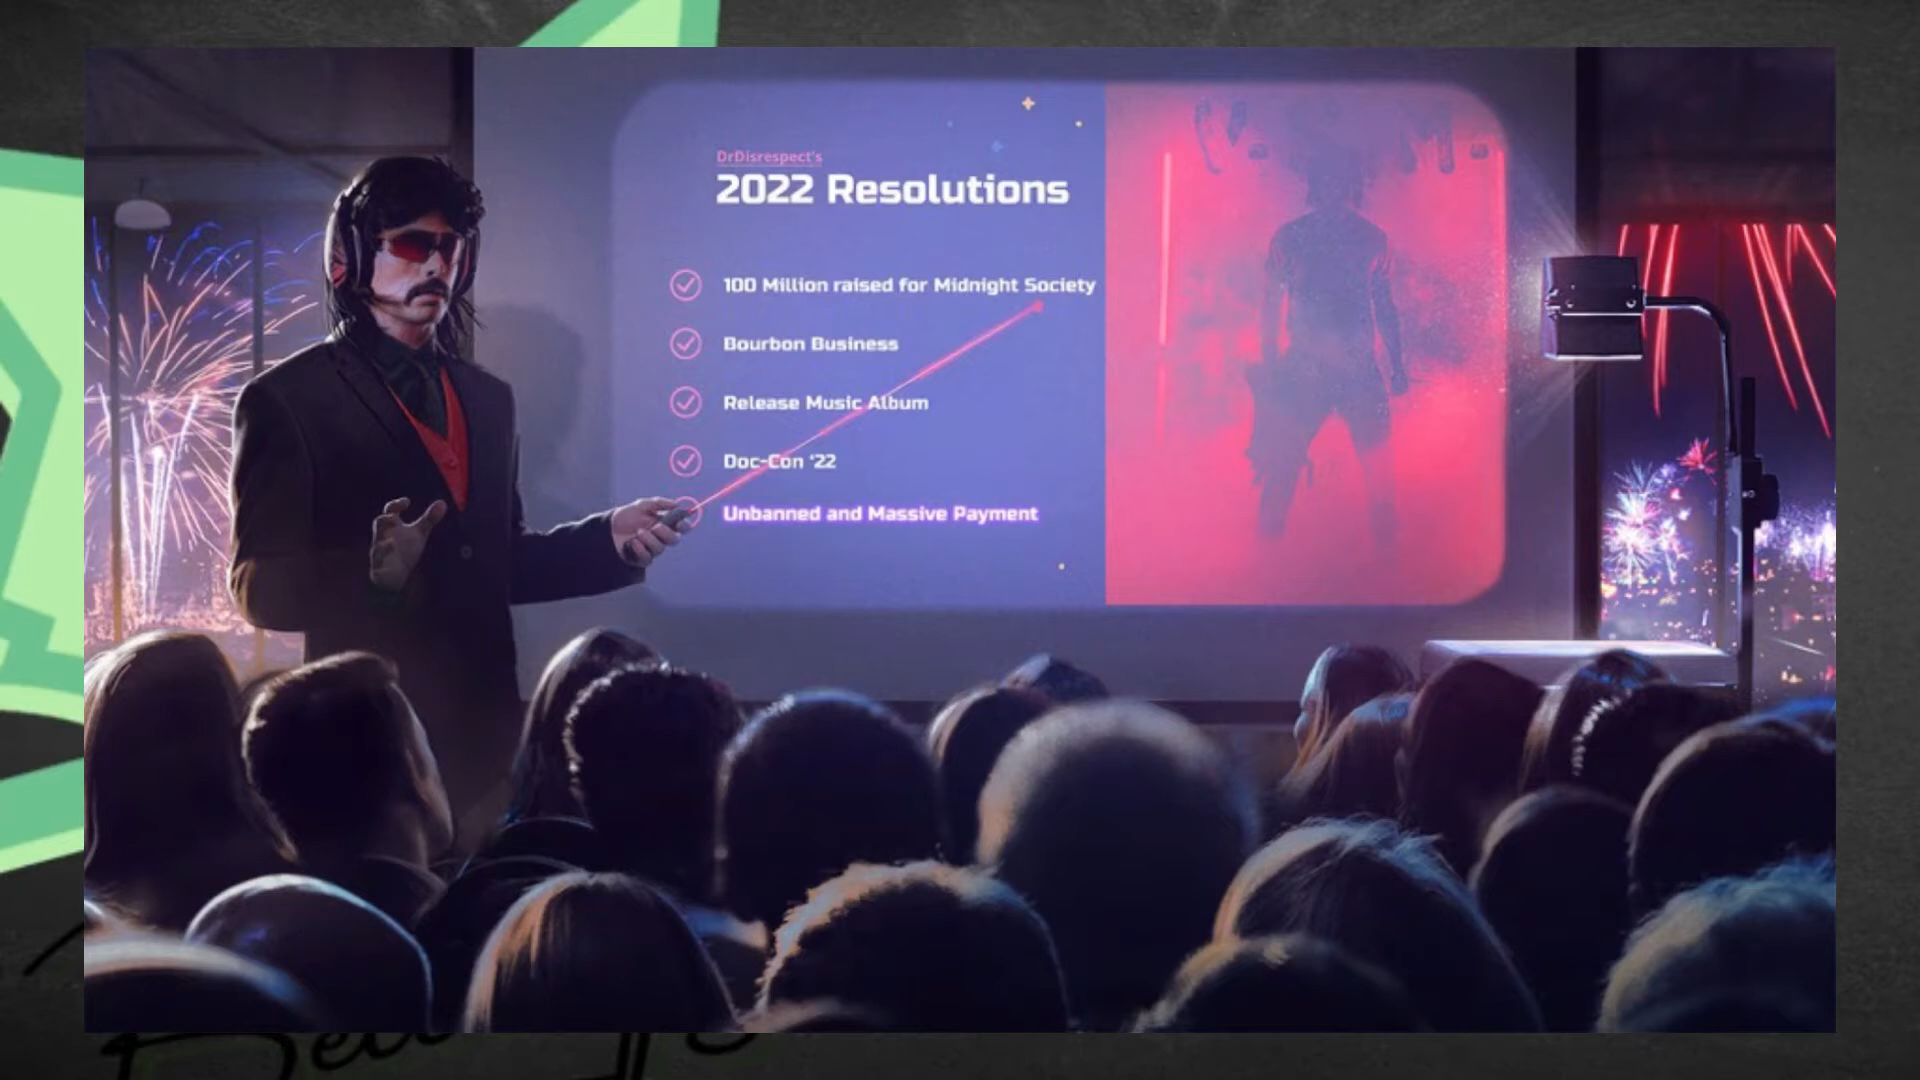 DrDisrespect's
2022 Resolutions
100 Million raised for Midnight Society
Bourbon Business
Release Music Album
Doc-Con ‘22
Unbanned and Massive Payment